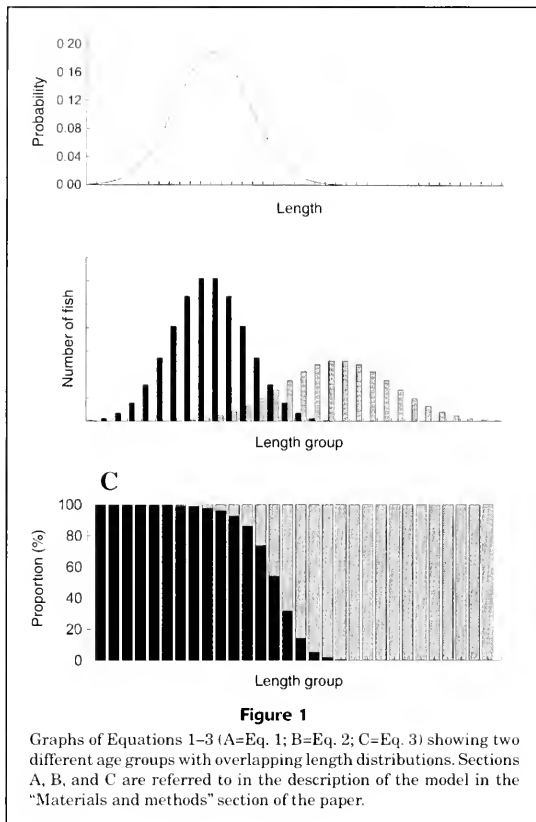 0 20
0 16
0 12
0.08
0.04
0 00
Probability
Length
Number of fish
Length group
C
100
80
60
40
20
0
Proportion (%)
Length group
Figure 1
Graphs of Equations 1–3 (A=Eq. 1; B=Eq. 2; C=Eq. 3) showing two
different age groups with overlapping length distributions. Sections
A, B, and C are referred to in the description of the model in the
"Materials and methods" section of the paper.